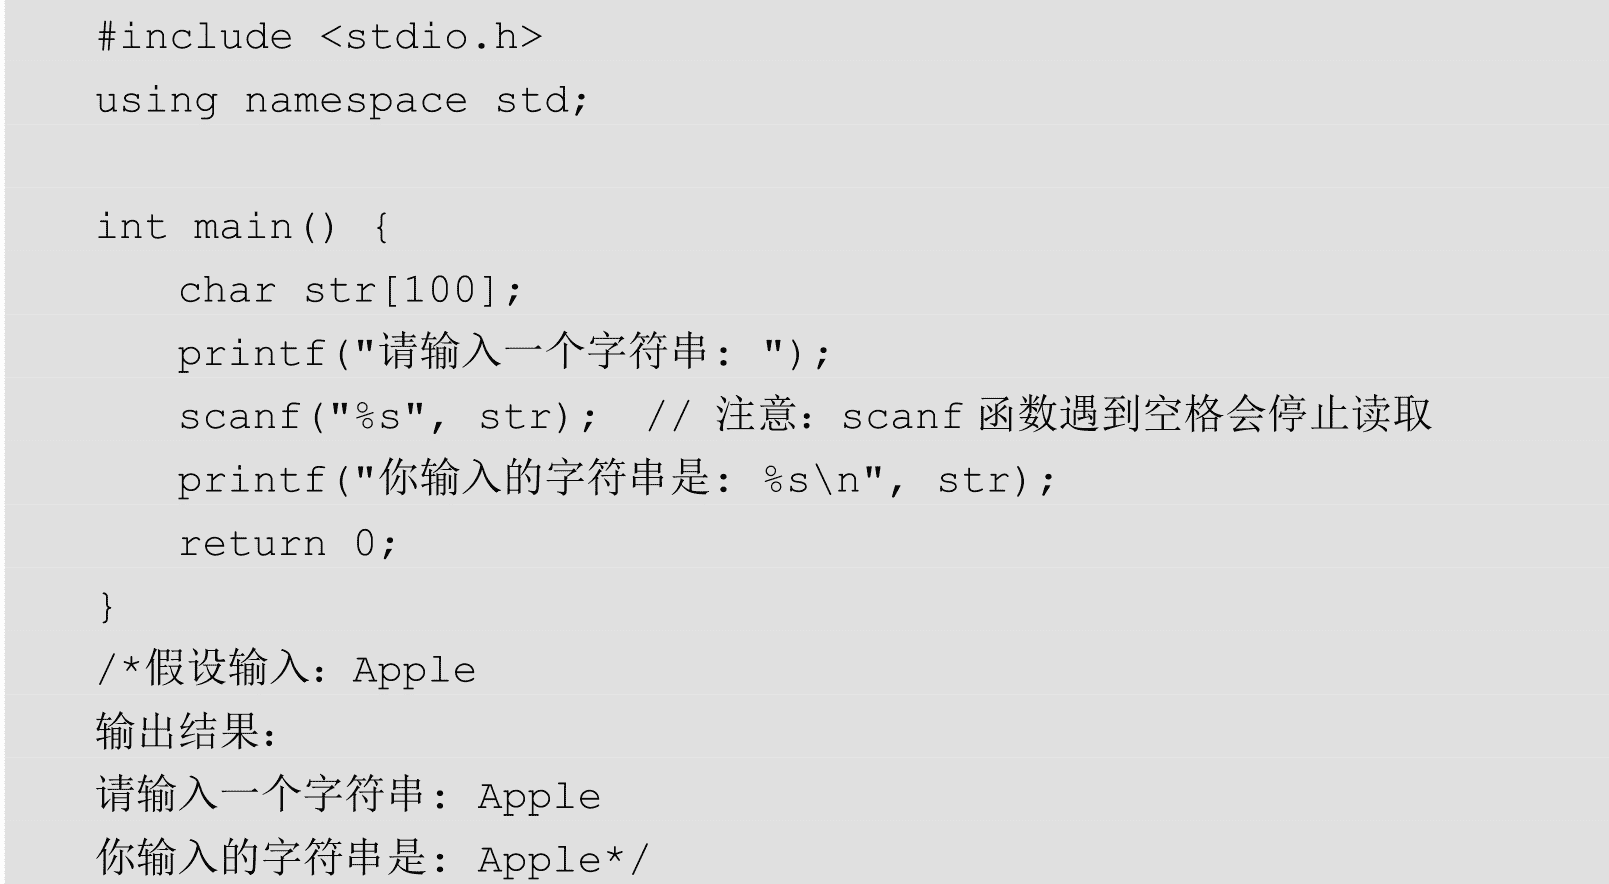 #include <stdio.h>
using namespace std;
int main() {
char str[100];
printf("请输入一个字符串: ");
scanf("%s", str);  // 注意：scanf 函数遇到空格会停止读取
printf("你输入的字符串是: %s\n", str);
return 0;
}
/*假设输入：Apple
输出结果：
请输入一个字符串: Apple
你输入的字符串是: Apple*/